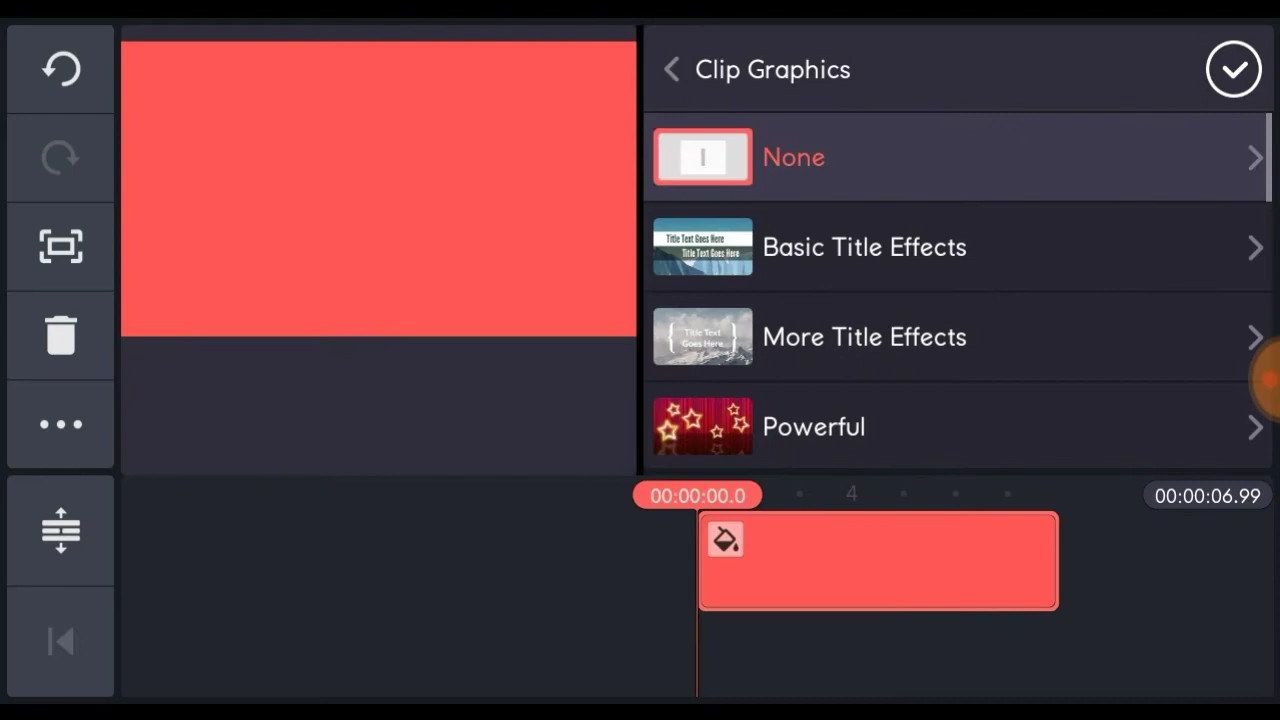 Clip Graphics
None
Title Text Goes Here
Title Text Goes Here
Basic Title Effects
Title Text
Goes Here
More Title Effects
Powerful
00:00:00.0
4
00:00:06.99